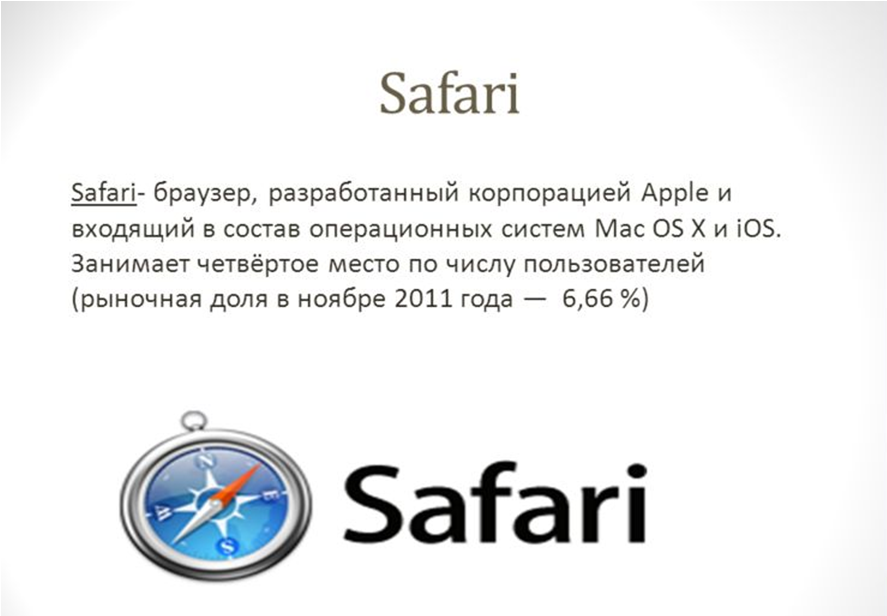 Safari
Safari- браузер, разработанный корпорацией Apple и
входящий в состав операционных систем Mac OS X и iOS.
Занимает четвёртое место по числу пользователей
(рыночная доля в ноябре 2011 года — 6,66 %)
N
E
W
S
Safari